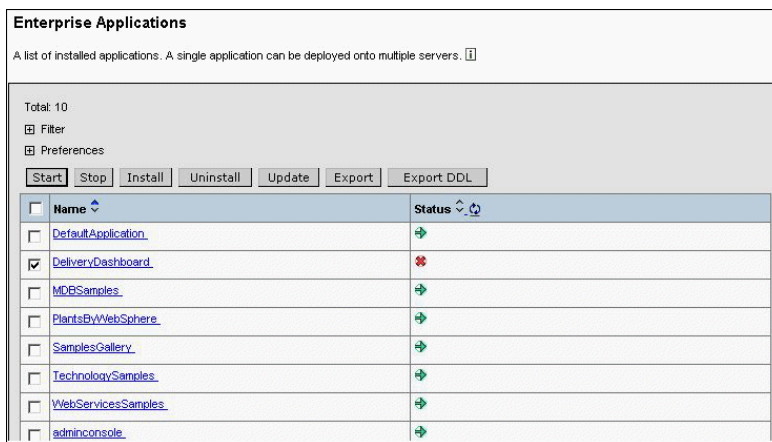 Enterprise Applications
A list of installed applications. A single application can be deployed onto multiple servers. i
Total: 10
Filter
Preferences
Start Stop Install Uninstall Update Export Export DDL
Name Status
DefaultApplication
DeliveryDashboard
MDBSamples
PlantsByWebSphere
SamplesGallery
TechnologySamples
WebServicesSamples
adminconsole